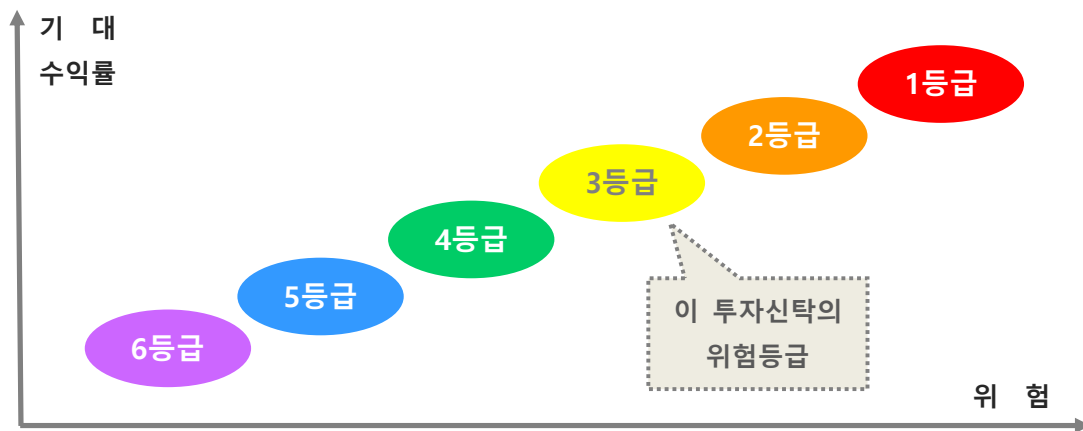 기 대
수익률
1등급
2등급
3등급
4등급
5등급
6등급
이 투자신탁의
위험등급
위 험